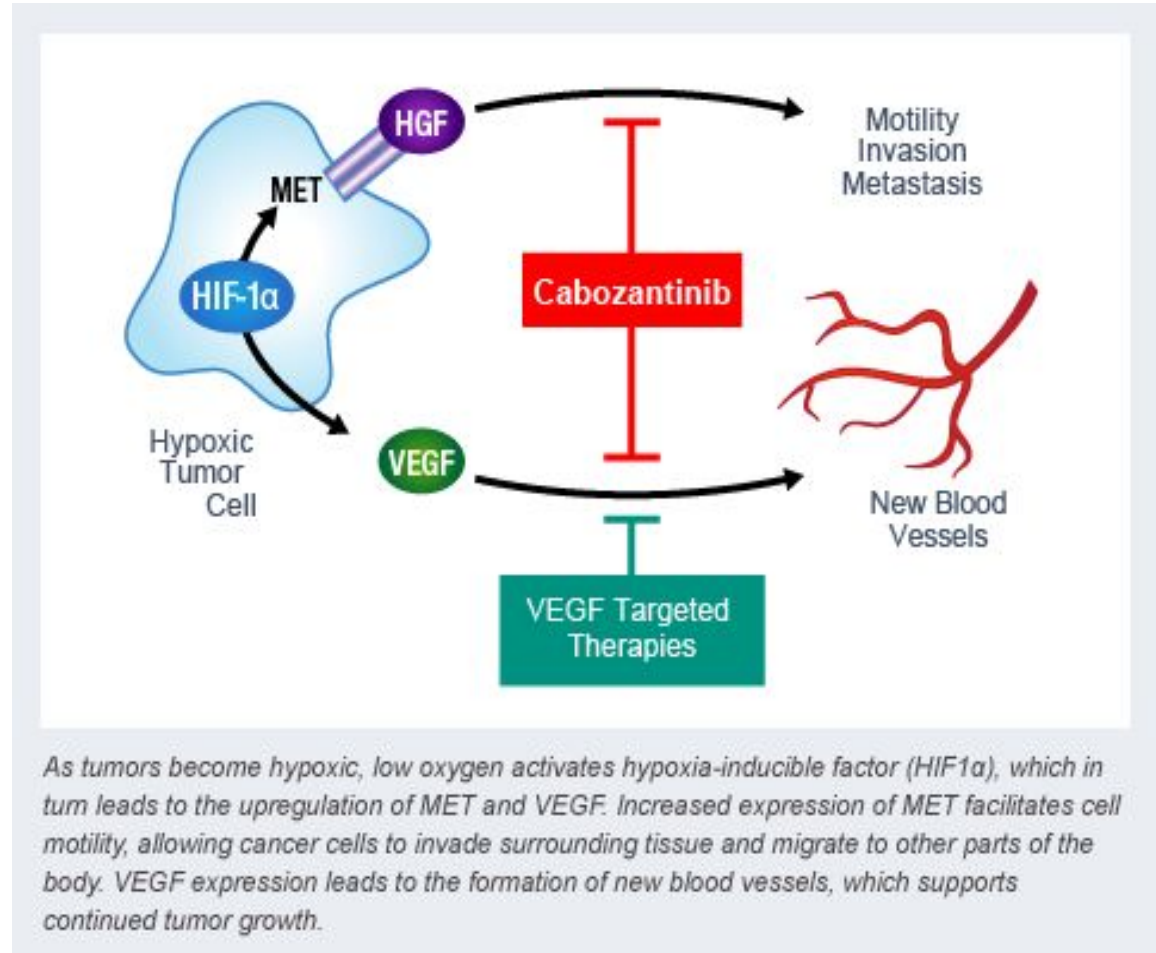 HGF
MET
HIF-1α
Motility
Invasion
Metastasis
Cabozantinib
Hypoxic
Tumor
Cell
VEGF
New Blood
Vessels
VEGF Targeted
Therapies
As tumors become hypoxic, low oxygen activates hypoxia-inducible factor (HIF1α), which in
turn leads to the upregulation of MET and VEGF. Increased expression of MET facilitates cell
motility, allowing cancer cells to invade surrounding tissue and migrate to other parts of the
body. VEGF expression leads to the formation of new blood vessels, which supports
continued tumor growth.